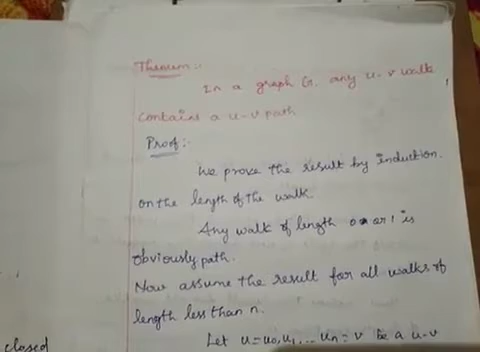 Theorem:-
In a graph G, any u-v walk
contains a u-v path
Proof:-
We prove the result by induction.
on the length of the walk.
Any walk of length 0 or 1 is
obviously path.
Now assume the result for all walks of
length less than n.
Let u=u₀,u₁,... uₙ=v be a u-v
closed